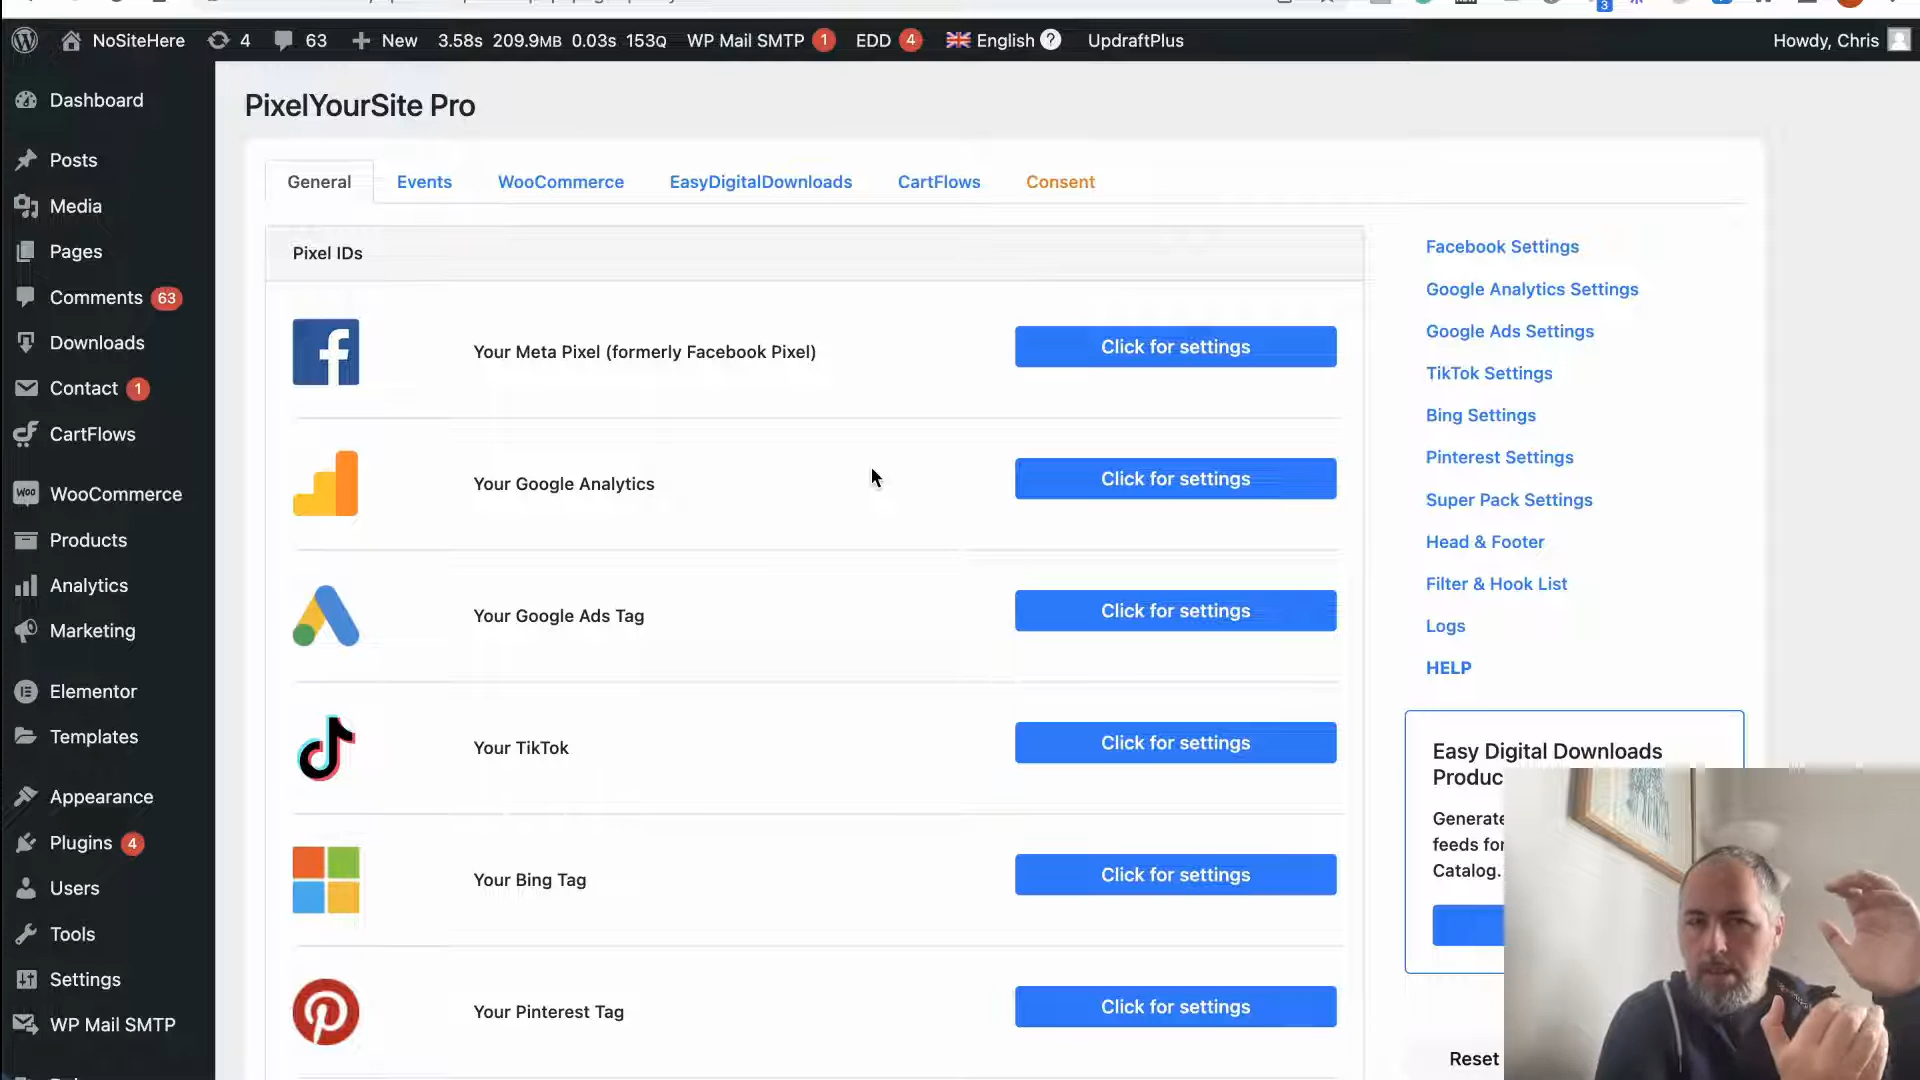 NoSiteHere 4 63 New 3.58s 209.9MB 0.03s 153Q WP Mail SMTP 1 EDD 4 English ? UpdraftPlus Howdy, Chris
Dashboard
Posts
Media
Pages
Comments 63
Downloads
Contact 1
CartFlows
Woo WooCommerce
Products
Analytics
Marketing
Elementor
Templates
Appearance
Plugins 4
Users
Tools
Settings
WP Mail SMTP
PixelYourSite Pro
General Events WooCommerce EasyDigitalDownloads CartFlows Consent
Pixel IDs
Your Meta Pixel (formerly Facebook Pixel) Click for settings
Your Google Analytics Click for settings
Your Google Ads Tag Click for settings
Your TikTok Click for settings
Your Bing Tag Click for settings
Your Pinterest Tag Click for settings
Facebook Settings
Google Analytics Settings
Google Ads Settings
TikTok Settings
Bing Settings
Pinterest Settings
Super Pack Settings
Head & Footer
Filter & Hook List
Logs
HELP
Easy Digital Downloads
Produc
Generate
feeds for
Catalog.
Reset
3